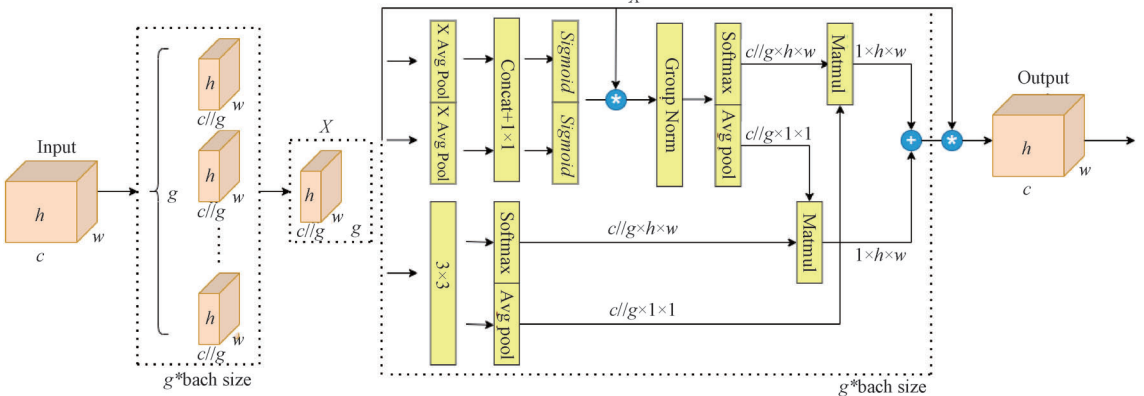 Input
h
w
c
g
h
w
c//g
h
w
c//g
h
w
c//g
g*bach size
X
h
w
c//g
g
X Avg Pool
X Avg Pool
Concat+1×1
Sigmoid
Sigmoid
*
Group Norm
Softmax
Avg pool
c//g×h×w
c//g×1×1
Matmul
1×h×w
3×3
Softmax
Avg pool
c//g×h×w
c//g×1×1
Matmul
1×h×w
+
*
g*bach size
Output
h
w
c